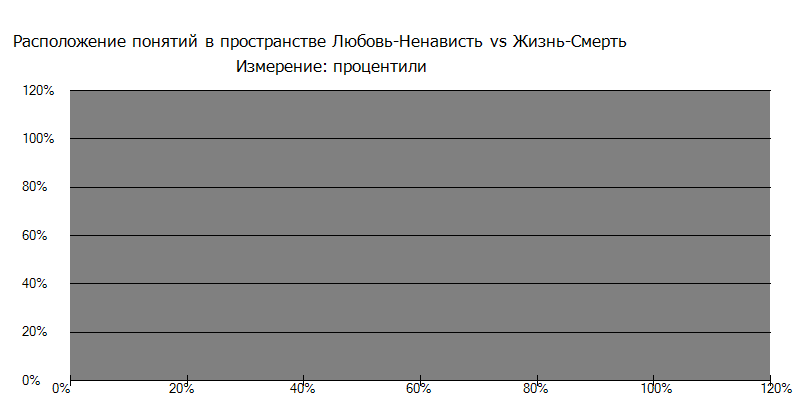 Расположение понятий в пространстве Любовь-Ненависть vs Жизнь-Смерть
Измерение: процентили
120%
100%
80%
60%
40%
20%
0%
0% 20% 40% 60% 80% 100% 120%